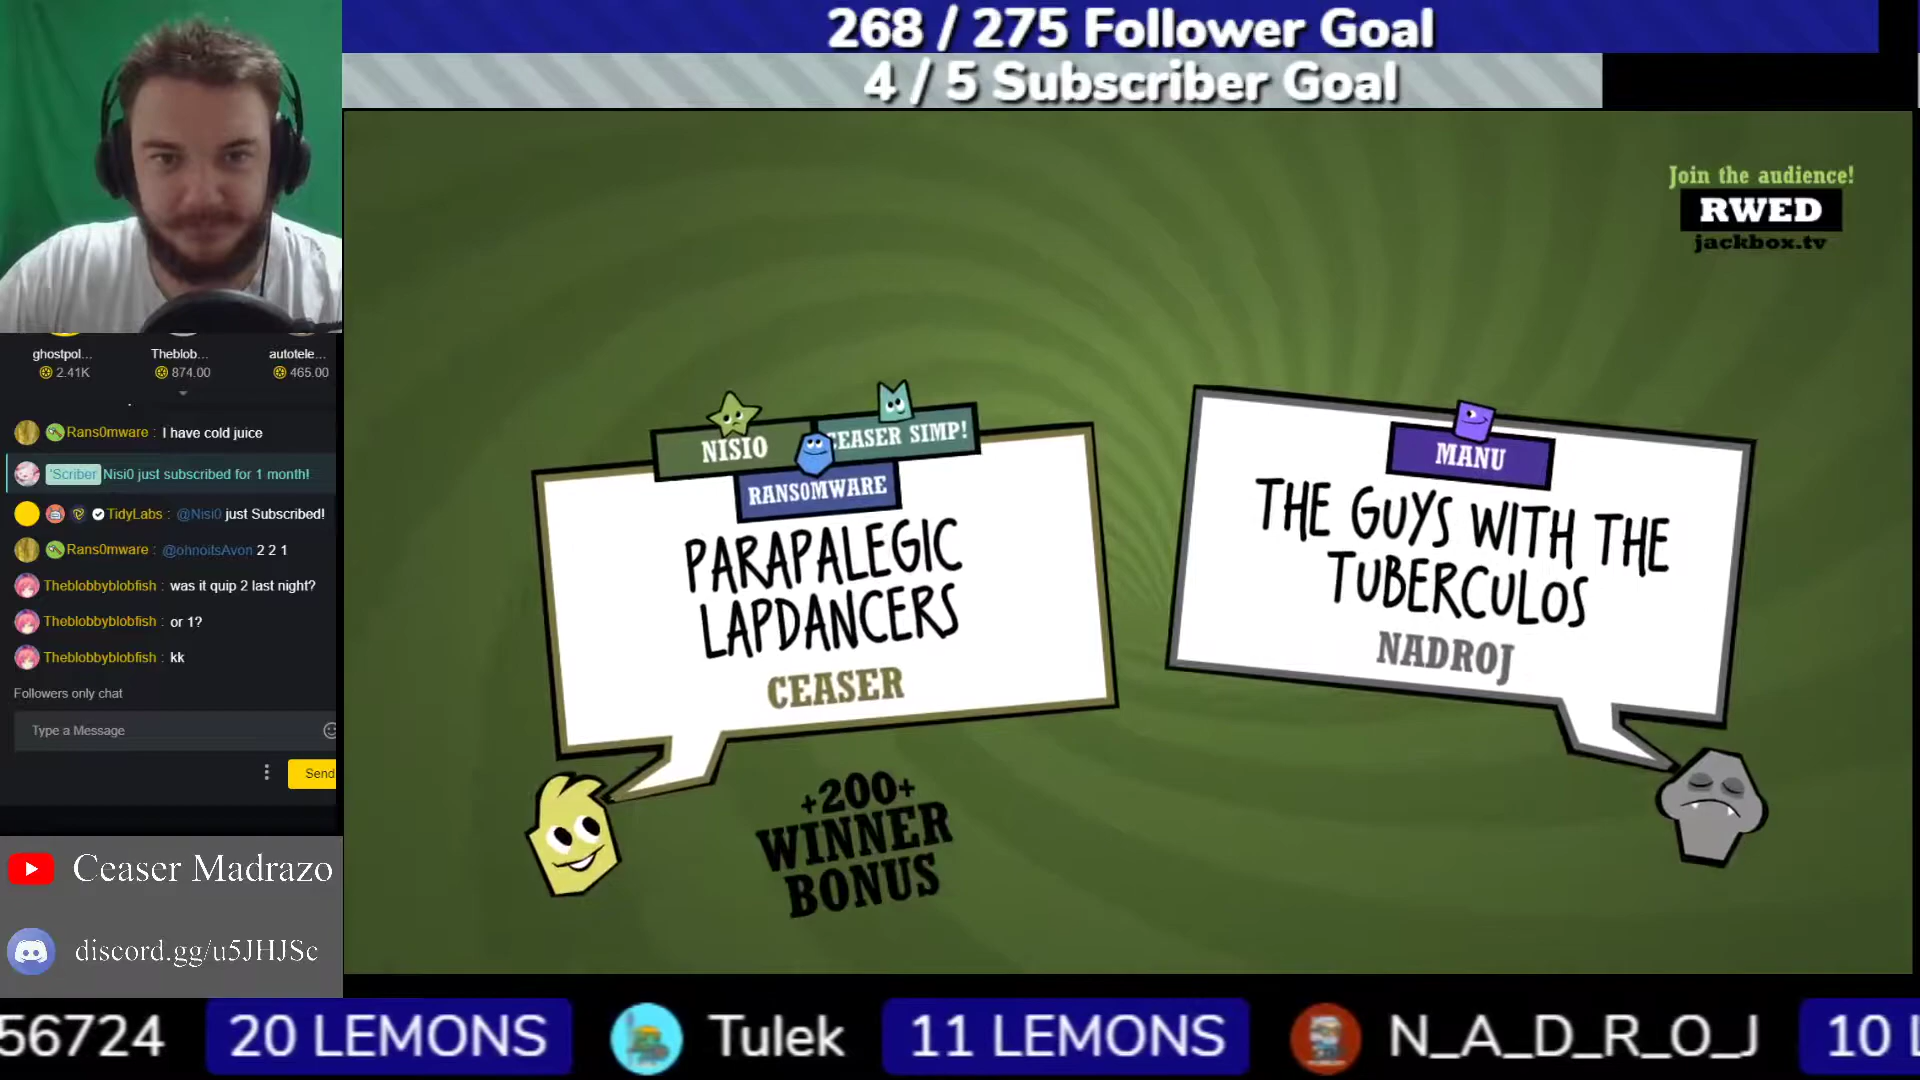 268 / 275 Follower Goal
4 / 5 Subscriber Goal
Join the audience!
RWED
jackbox.tv
ghostpol...
2.41K
Theblob...
874.00
autotele...
465.00
Rans0mware : I have cold juice
'Scriber Nisi0 just subscribed for 1 month!
TidyLabs : @Nisi0 just Subscribed!
Rans0mware : @ohnoitsAvon 2 2 1
Theblobbyblobfish : was it quip 2 last night?
Theblobbyblobfish : or 1?
Theblobbyblobfish : kk
Followers only chat
Type a Message
Send
NISIO
CEASER SIMP!
RANSOMWARE
PARAPALEGIC
LAPDANCERS
CEASER
+200+
WINNER
BONUS
MANU
THE GUYS WITH THE
TUBERCULOS
NADROJ
Ceaser Madrazo
discord.gg/u5JHJSc
56724 20 LEMONS Tulek 11 LEMONS N_A_D_R_O_J 10 L